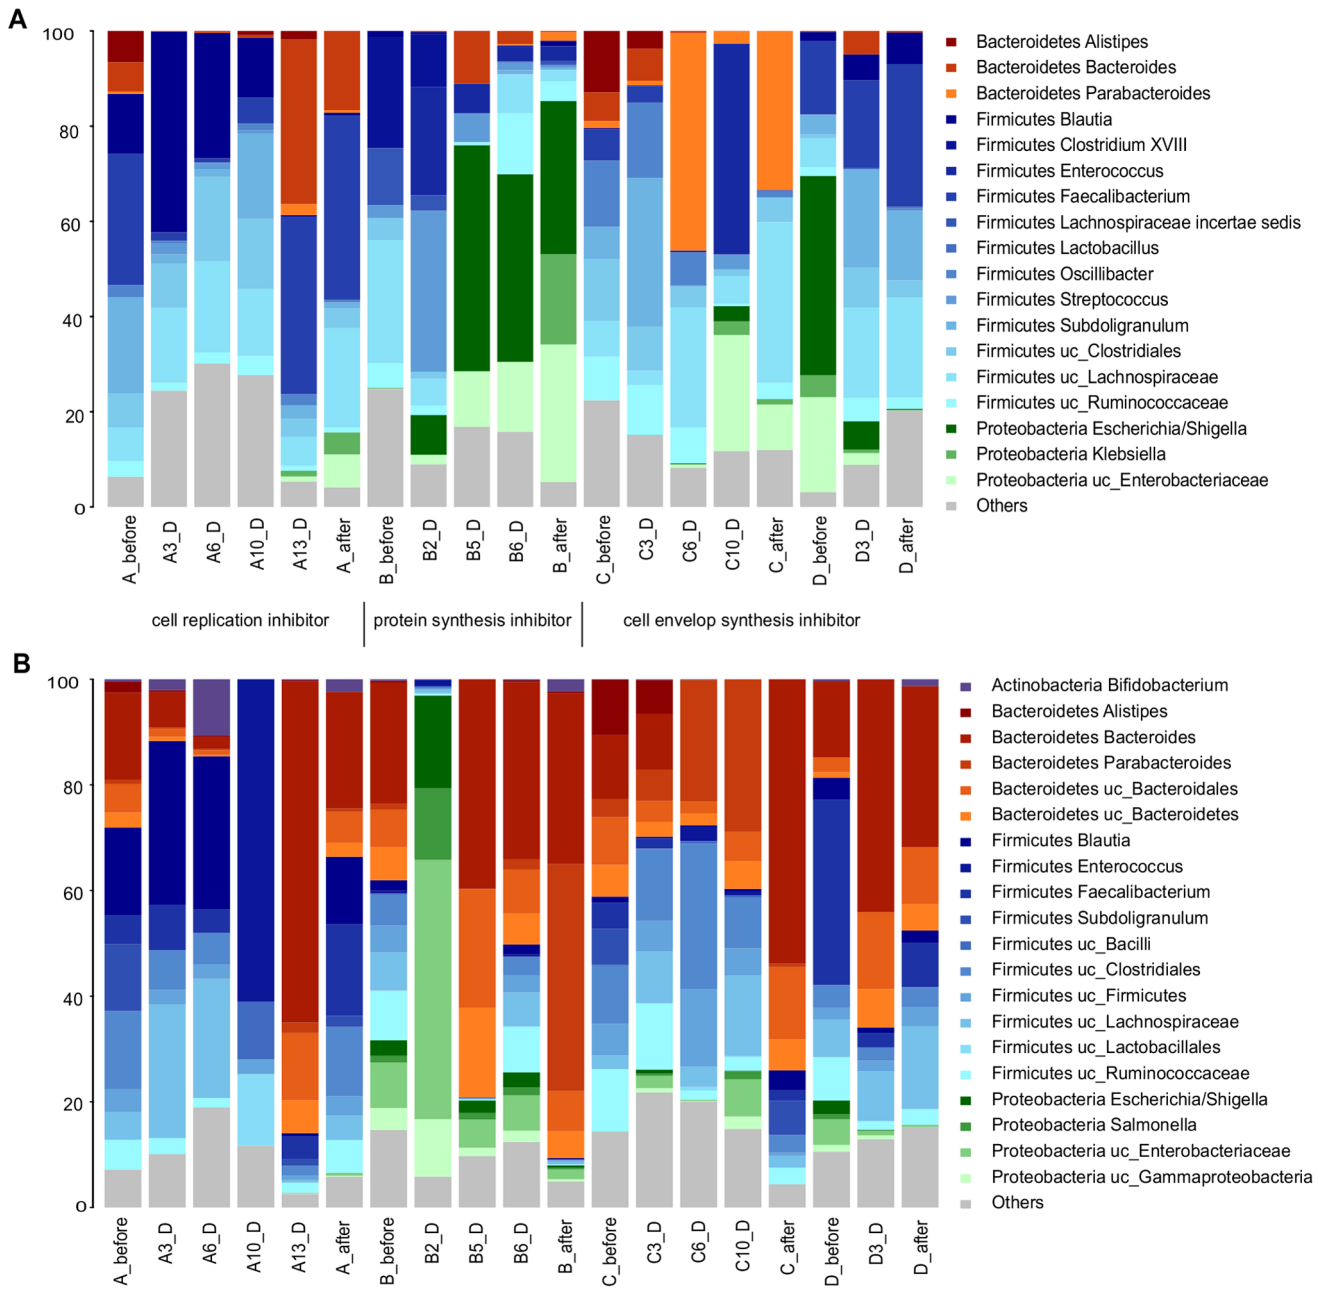 A
100
80
60
40
20
0
Bacteroidetes Alistipes
Bacteroidetes Bacteroides
Bacteroidetes Parabacteroides
Firmicutes Blautia
Firmicutes Clostridium XVIII
Firmicutes Enterococcus
Firmicutes Faecalibacterium
Firmicutes Lachnospiraceae incertae sedis
Firmicutes Lactobacillus
Firmicutes Oscillibacter
Firmicutes Streptococcus
Firmicutes Subdoligranulum
Firmicutes uc_Clostridiales
Firmicutes uc_Lachnospiraceae
Firmicutes uc_Ruminococcaceae
Proteobacteria Escherichia/Shigella
Proteobacteria Klebsiella
Proteobacteria uc_Enterobacteriaceae
Others
A_before
A3_D
A6_D
A10_D
A13_D
A_after
B_before
B2_D
B5_D
B6_D
B_after
C_before
C3_D
C6_D
C10_D
C_after
D_before
D3_D
D_after
cell replication inhibitor
protein synthesis inhibitor
cell envelop synthesis inhibitor
B
100
80
60
40
20
0
Actinobacteria Bifidobacterium
Bacteroidetes Alistipes
Bacteroidetes Bacteroides
Bacteroidetes Parabacteroides
Bacteroidetes uc_Bacteroidales
Bacteroidetes uc_Bacteroidetes
Firmicutes Blautia
Firmicutes Enterococcus
Firmicutes Faecalibacterium
Firmicutes Subdoligranulum
Firmicutes uc_Bacilli
Firmicutes uc_Clostridiales
Firmicutes uc_Firmicutes
Firmicutes uc_Lachnospiraceae
Firmicutes uc_Lactobacillales
Firmicutes uc_Ruminococcaceae
Proteobacteria Escherichia/Shigella
Proteobacteria Salmonella
Proteobacteria uc_Enterobacteriaceae
Proteobacteria uc_Gammaproteobacteria
Others
A_before
A3_D
A6_D
A10_D
A13_D
A_after
B_before
B2_D
B5_D
B6_D
B_after
C_before
C3_D
C6_D
C10_D
C_after
D_before
D3_D
D_after